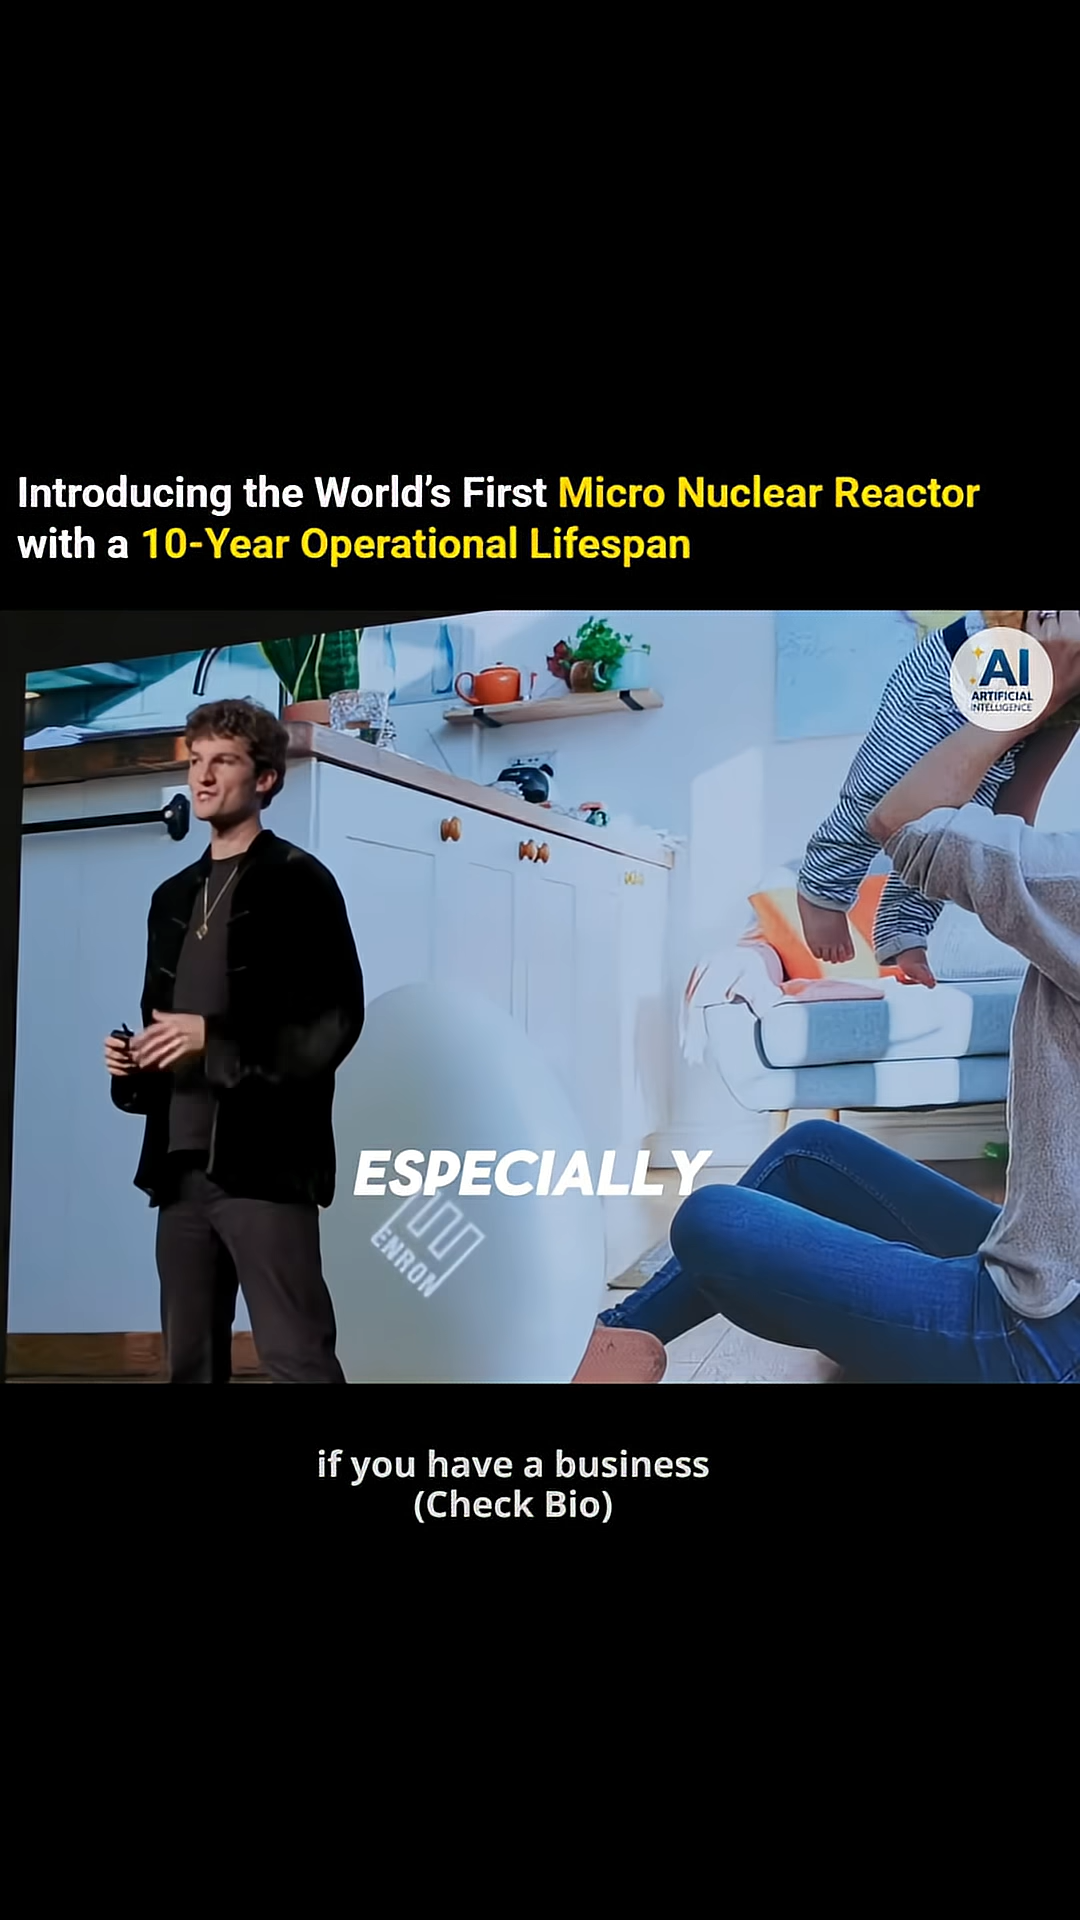 Introducing the World’s First Micro Nuclear Reactor
with a 10-Year Operational Lifespan
AI
ARTIFICIAL
INTELLIGENCE
ESPECIALLY
ENRON
if you have a business
(Check Bio)